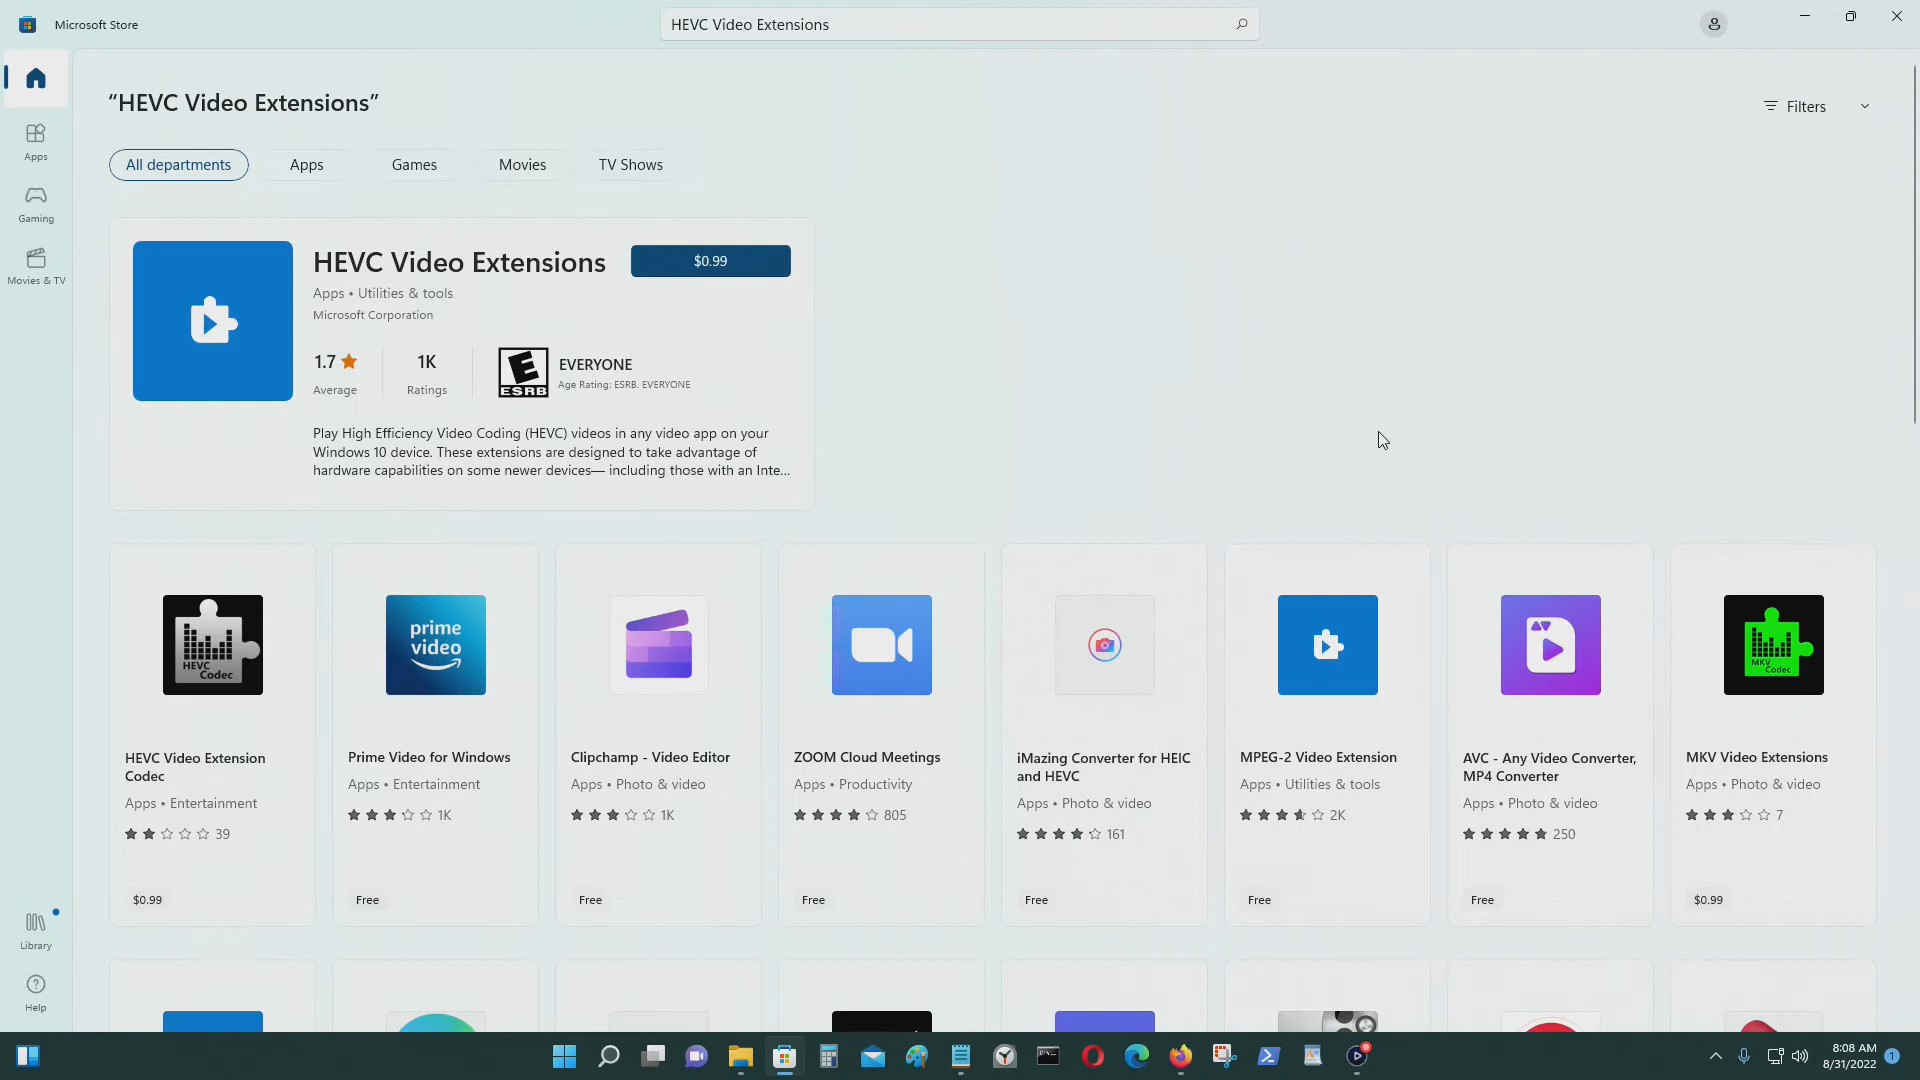 Microsoft Store
HEVC Video Extensions
"HEVC Video Extensions"
Filters
All departments
Apps
Games
Movies
TV Shows
Apps
Gaming
Movies & TV
HEVC Video Extensions
$0.99
Apps • Utilities & tools
Microsoft Corporation
1.7
Average
1K
Ratings
E
ESRB
EVERYONE
Age Rating: ESRB. EVERYONE
Play High Efficiency Video Coding (HEVC) videos in any video app on your
Windows 10 device. These extensions are designed to take advantage of
hardware capabilities on some newer devices— including those with an Inte...
HEVC
Codec
HEVC Video Extension
Codec
Apps • Entertainment
39
$0.99
prime
video
Prime Video for Windows
Apps • Entertainment
1K
Free
Clipchamp - Video Editor
Apps • Photo & video
1K
Free
ZOOM Cloud Meetings
Apps • Productivity
805
Free
iMazing Converter for HEIC
and HEVC
Apps • Photo & video
161
Free
MPEG-2 Video Extension
Apps • Utilities & tools
2K
Free
AVC - Any Video Converter,
MP4 Converter
Apps • Photo & video
250
Free
MKV
Codec
MKV Video Extensions
Apps • Photo & video
7
$0.99
Library
Help
8:08 AM
8/31/2022
1